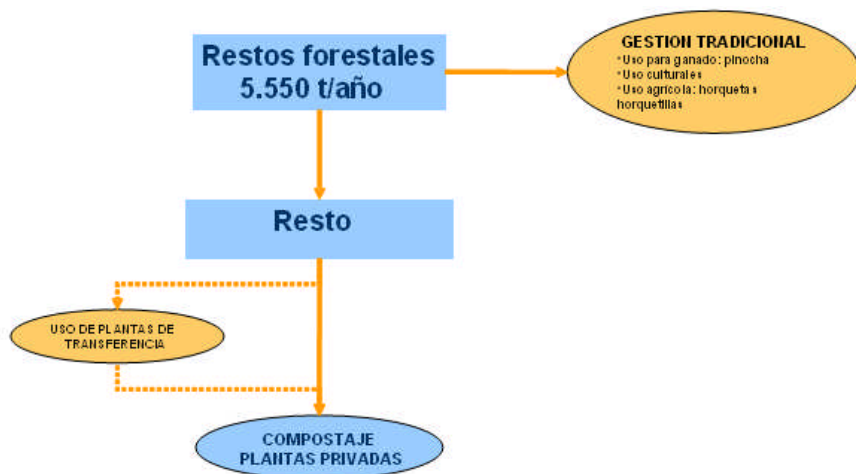 Restos forestales
5.550 t/año
GESTION TRADICIONAL
• Uso para ganado: pinocha
• Uso culturales
• Uso agrícola: horquetas
horquetillas
Resto
USO DE PLANTAS DE
TRANSFERENCIA
COMPOSTAJE
PLANTAS PRIVADAS